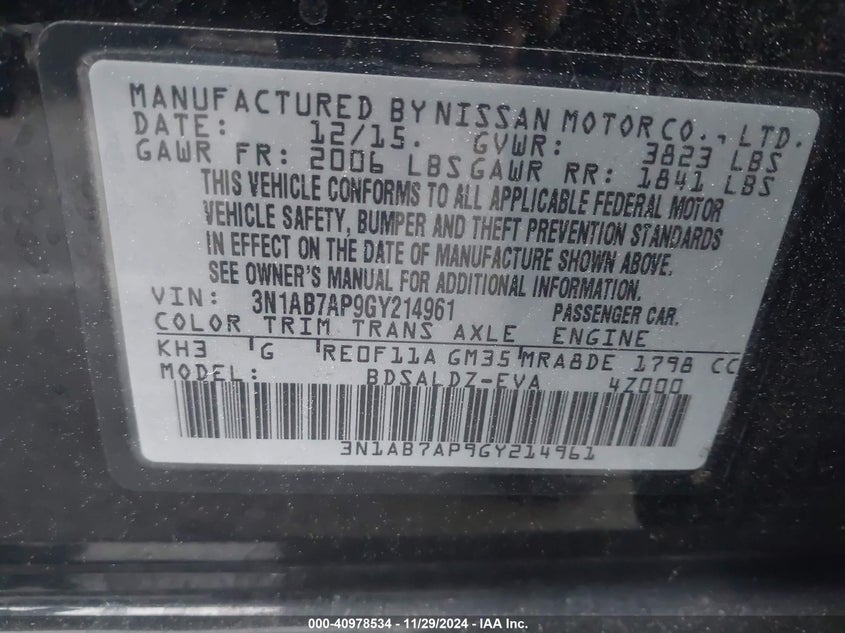 MANUFACTURED BY NISSAN MOTOR CO., LTD.
DATE: 12/15. GVWR: 3823 LBS
GAWR FR: 2006 LBS GAWR RR: 1841 LBS
THIS VEHICLE CONFORMS TO ALL APPLICABLE FEDERAL MOTOR
VEHICLE SAFETY, BUMPER AND THEFT PREVENTION STANDARDS
IN EFFECT ON THE DATE OF MANUFACTURE SHOWN ABOVE.
SEE OWNER'S MANUAL FOR ADDITIONAL INFORMATION.
VIN: 3N1AB7AP9GY214961 PASSENGER CAR.
COLOR TRIM TRANS AXLE ENGINE
KH3 G RE0F11A GM35 MRA8DE 1798 CC
MODEL: BDSALDZ-EVA 4Z000
3N1AB7AP9GY214961
000-40978534 - 11/29/2024 - IAA Inc.